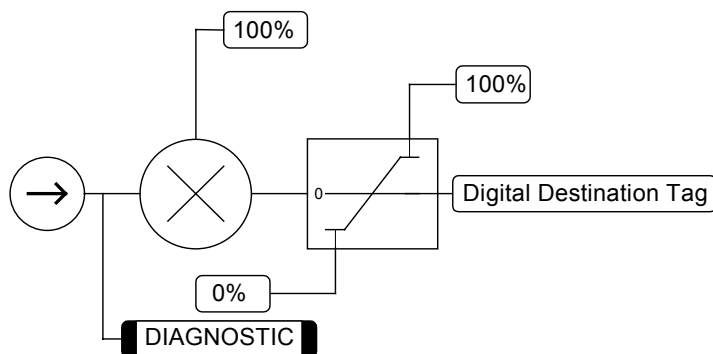 100%
100%
0
Digital Destination Tag
0%
DIAGNOSTIC